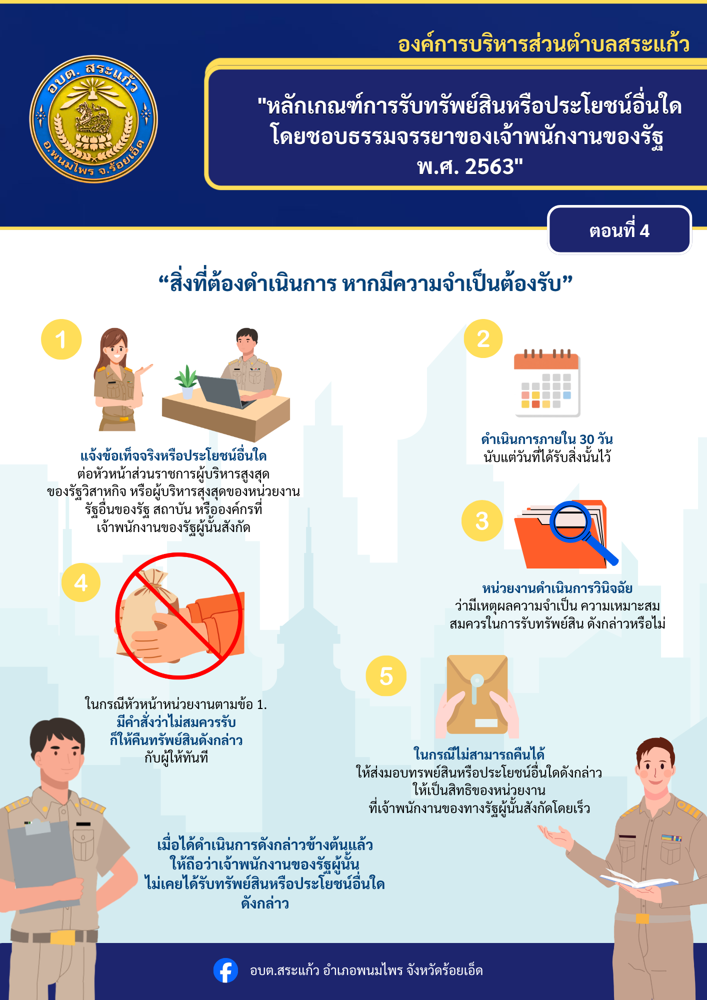 องค์การบริหารส่วนตำบลสระแก้ว
อบต. สระแก้ว
อ.พนมไพร จ.ร้อยเอ็ด
"หลักเกณฑ์การรับทรัพย์สินหรือประโยชน์อื่นใด
โดยชอบธรรมจรรยาของเจ้าพนักงานของรัฐ
พ.ศ. 2563"
ตอนที่ 4
“สิ่งที่ต้องดำเนินการ หากมีความจำเป็นต้องรับ”
1
แจ้งข้อเท็จจริงหรือประโยชน์อื่นใด
ต่อหัวหน้าส่วนราชการผู้บริหารสูงสุด
ของรัฐวิสาหกิจ หรือผู้บริหารสุงสุดของหน่วยงาน
รัฐอื่นของรัฐ สถาบัน หรือองค์กรที่
เจ้าพนักงานของรัฐผู้นั้นสังกัด
2
ดำเนินการภายใน 30 วัน
นับแต่วันที่ได้รับสิ่งนั้นไว้
3
หน่วยงานดำเนินการวินิจฉัย
ว่ามีเหตุผลความจำเป็น ความเหมาะสม
สมควรในการรับทรัพย์สิน ดังกล่าวหรือไม่
4
ในกรณีหัวหน้าหน่วยงานตามข้อ 1.
มีคำสั่งว่าไม่สมควรรับ
ก็ให้คืนทรัพย์สินดังกล่าว
กับผู้ให้ทันที
5
ในกรณีไม่สามารถคืนได้
ให้ส่งมอบทรัพย์สินหรือประโยชน์อื่นใดดังกล่าว
ให้เป็นสิทธิของหน่วยงาน
ที่เจ้าพนักงานของทางรัฐผู้นั้นสังกัดโดยเร็ว
เมื่อได้ดำเนินการดังกล่าวข้างต้นแล้ว
ให้ถือว่าเจ้าพนักงานของรัฐผู้นั้น
ไม่เคยได้รับทรัพย์สินหรือประโยชน์อื่นใด
ดังกล่าว
อบต.สระแก้ว อำเภอพนมไพร จังหวัดร้อยเอ็ด